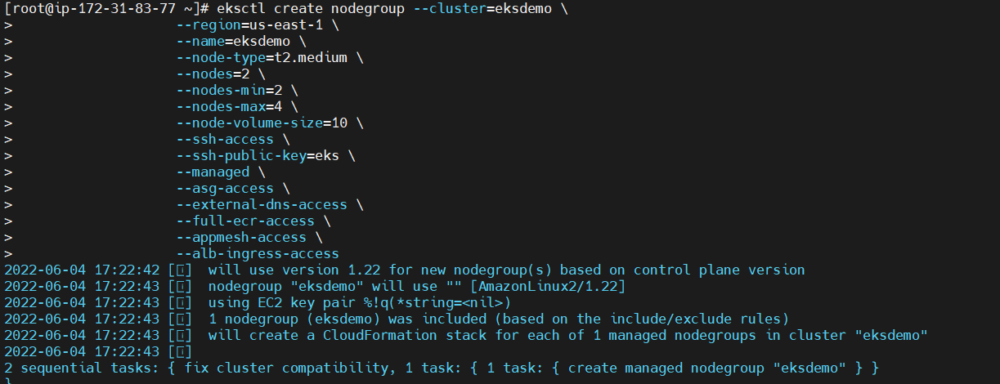 [root@ip-172-31-83-77 ~]# eksctl create nodegroup --cluster=eksdemo \
> --region=us-east-1 \
> --name=eksdemo \
> --node-type=t2.medium \
> --nodes=2 \
> --nodes-min=2 \
> --nodes-max=4 \
> --node-volume-size=10 \
> --ssh-access \
> --ssh-public-key=eks \
> --managed \
> --asg-access \
> --external-dns-access \
> --full-ecr-access \
> --appmesh-access \
> --alb-ingress-access
2022-06-04 17:22:42 [ℹ] will use version 1.22 for new nodegroup(s) based on control plane version
2022-06-04 17:22:43 [ℹ] nodegroup "eksdemo" will use "" [AmazonLinux2/1.22]
2022-06-04 17:22:43 [ℹ] using EC2 key pair %!q(*string=<nil>)
2022-06-04 17:22:43 [ℹ] 1 nodegroup (eksdemo) was included (based on the include/exclude rules)
2022-06-04 17:22:43 [ℹ] will create a CloudFormation stack for each of 1 managed nodegroups in cluster "eksdemo"
2022-06-04 17:22:43 [ℹ]
2 sequential tasks: { fix cluster compatibility, 1 task: { 1 task: { create managed nodegroup "eksdemo" } }
}